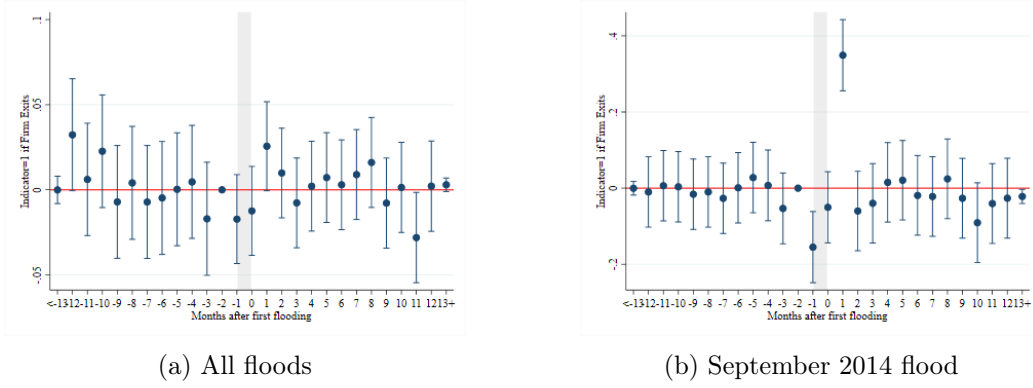 .1
.05
0
-.05
Indicator=1 if Firm Exits
<-13-12-11-10 -9 -8 -7 -6 -5 -4 -3 -2 -1 0 1 2 3 4 5 6 7 8 9 10 11 1213+
Months after first flooding
(a) All floods
.4
.2
0
-.2
Indicator=1 if Firm Exits
<-13-12-11-10 -9 -8 -7 -6 -5 -4 -3 -2 -1 0 1 2 3 4 5 6 7 8 9 10 11 1213+
Months after first flooding
(b) September 2014 flood